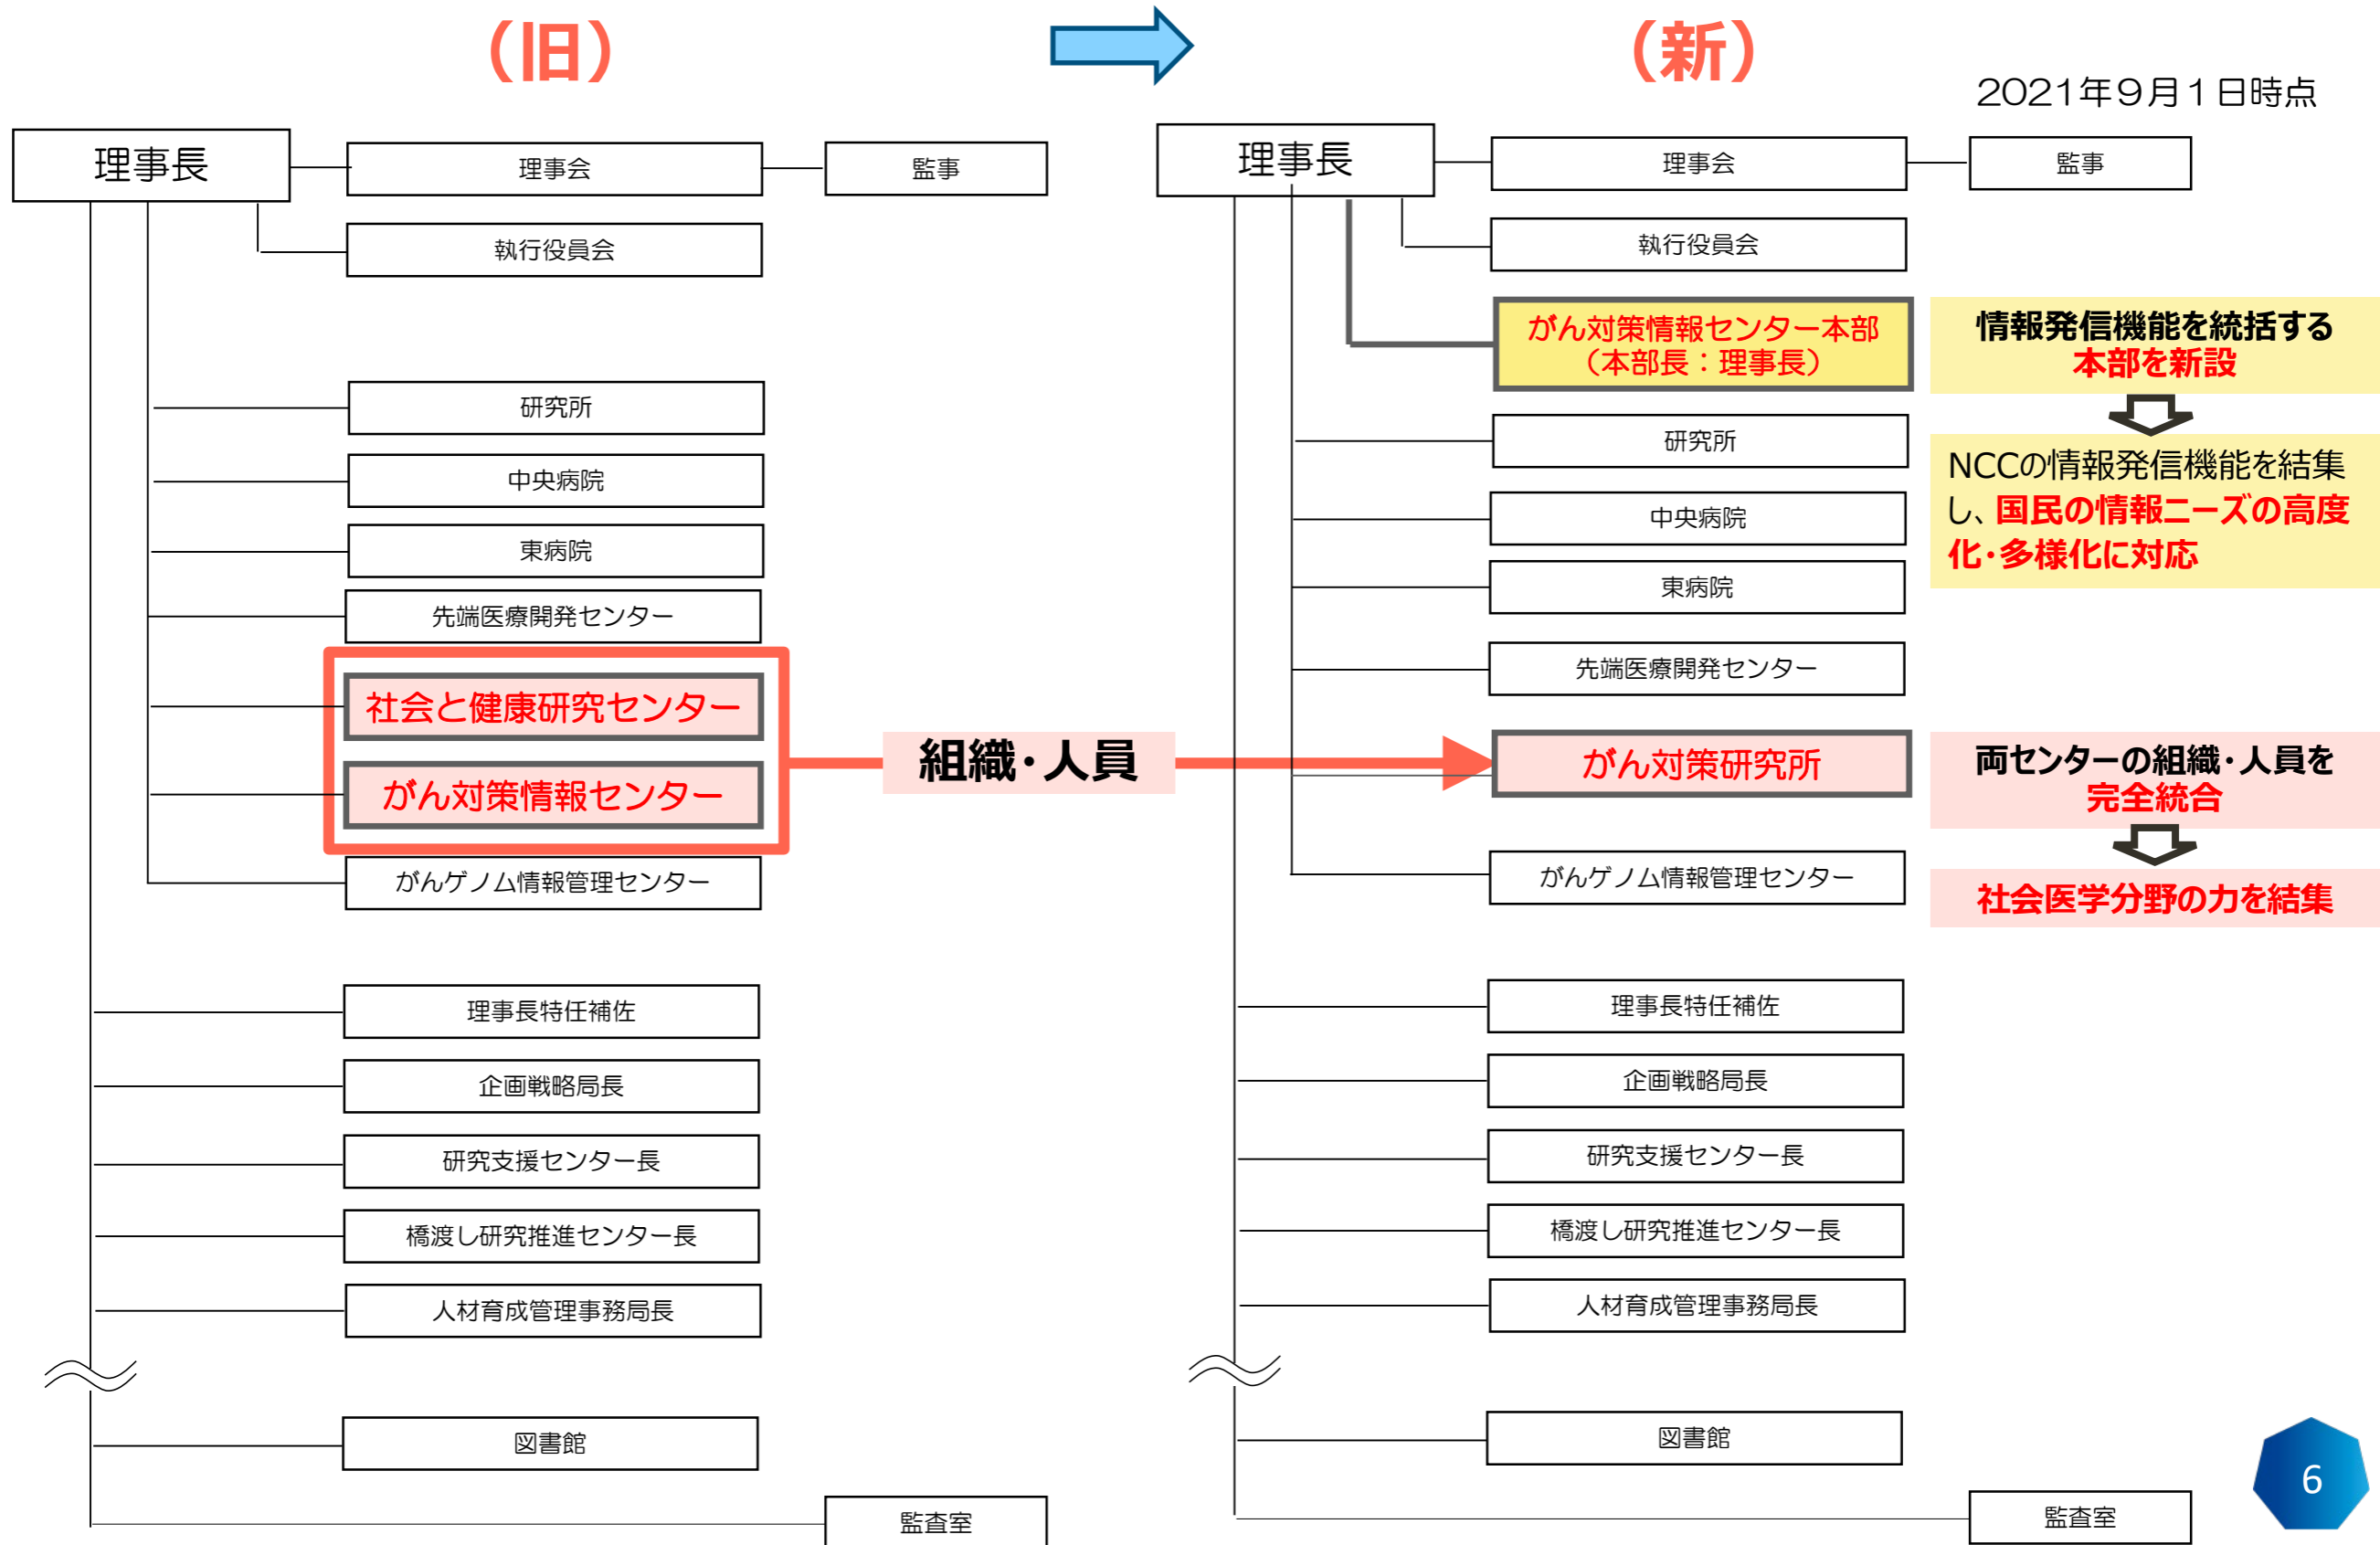 （旧）
（新）
2021年９月１日時点
理事長
理事会
監事
執行役員会
研究所
中央病院
東病院
先端医療開発センター
社会と健康研究センター
がん対策情報センター
がんゲノム情報管理センター
理事長特任補佐
企画戦略局長
研究支援センター長
橋渡し研究推進センター長
人材育成管理事務局長
図書館
監査室
組織・人員
理事長
理事会
監事
執行役員会
がん対策情報センター本部
（本部長：理事長）
研究所
中央病院
東病院
先端医療開発センター
がん対策研究所
がんゲノム情報管理センター
理事長特任補佐
企画戦略局長
研究支援センター長
橋渡し研究推進センター長
人材育成管理事務局長
図書館
監査室
情報発信機能を統括する
本部を新設
NCCの情報発信機能を結集
し、国民の情報ニーズの高度
化・多様化に対応
両センターの組織・人員を
完全統合
社会医学分野の力を結集
6